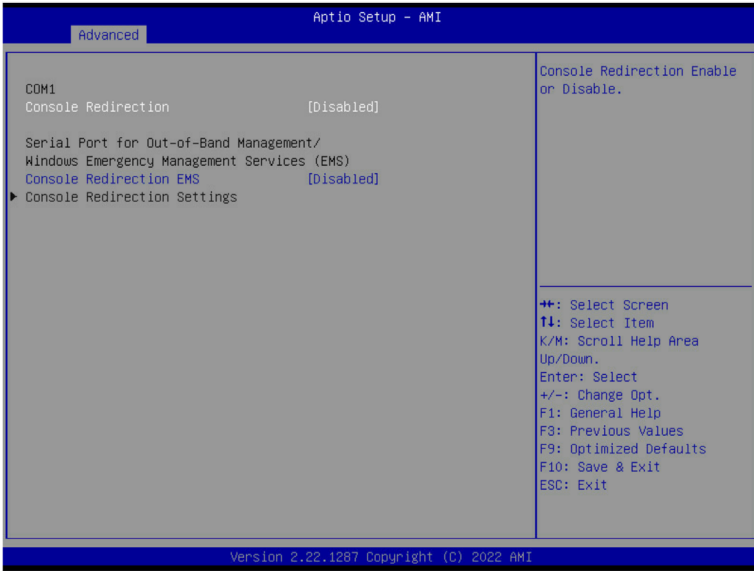 Aptio Setup – AMI
Advanced
COM1
Console Redirection [Disabled]
Serial Port for Out-of-Band Management/
Windows Emergency Management Services (EMS)
Console Redirection EMS [Disabled]
▶ Console Redirection Settings
Console Redirection Enable
or Disable.
→←: Select Screen
↑↓: Select Item
K/M: Scroll Help Area
Up/Down.
Enter: Select
+/-: Change Opt.
F1: General Help
F3: Previous Values
F9: Optimized Defaults
F10: Save & Exit
ESC: Exit
Version 2.22.1287 Copyright (C) 2022 AMI